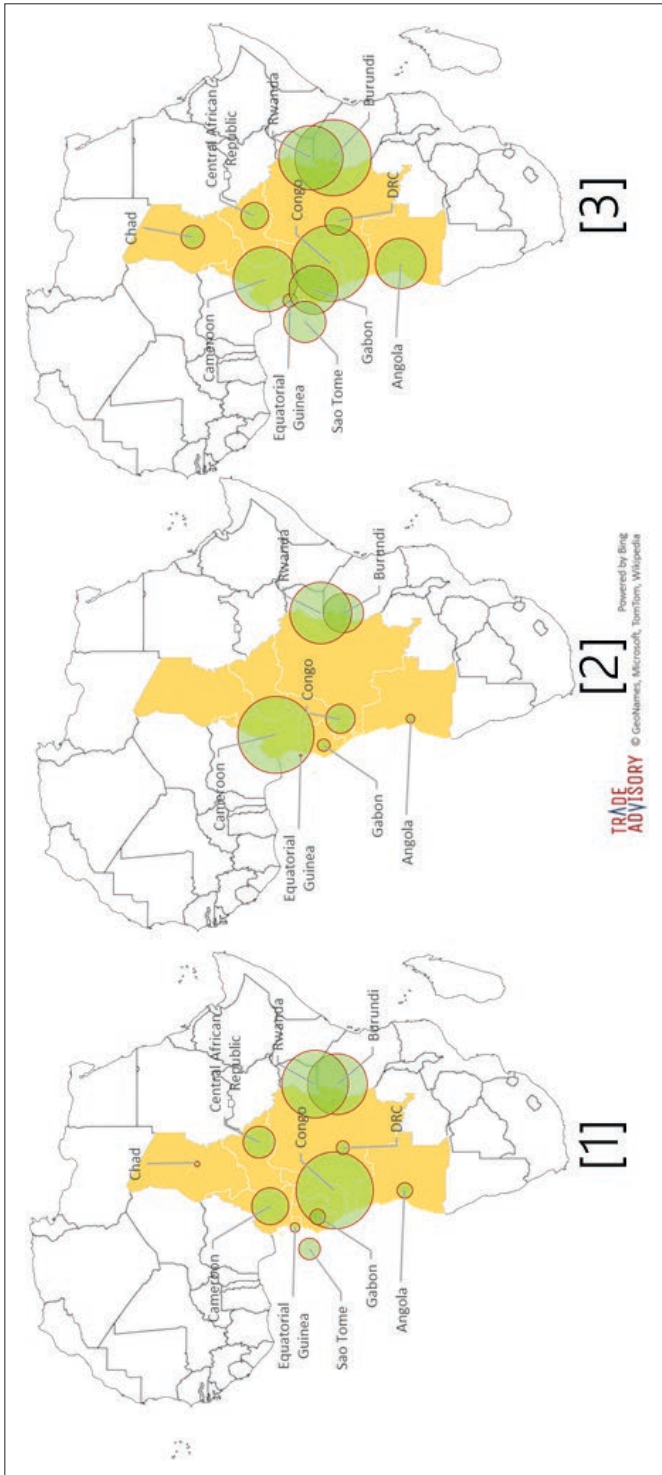 Chad
Central African
Republic
Rwanda
Cameroon
Congo
Burundi
Equatorial
Guinea
Sao Tome
Gabon
DRC
Angola
[1]
Rwanda
Cameroon
Congo
Burundi
Equatorial
Guinea
Gabon
Angola
[2]
TRADE
ADVISORY
Powered by Bing
© GeoNames, Microsoft, TomTom, Wikipedia
Chad
Central African
Republic
Rwanda
Cameroon
Congo
Burundi
Equatorial
Guinea
Sao Tome
Gabon
DRC
Angola
[3]